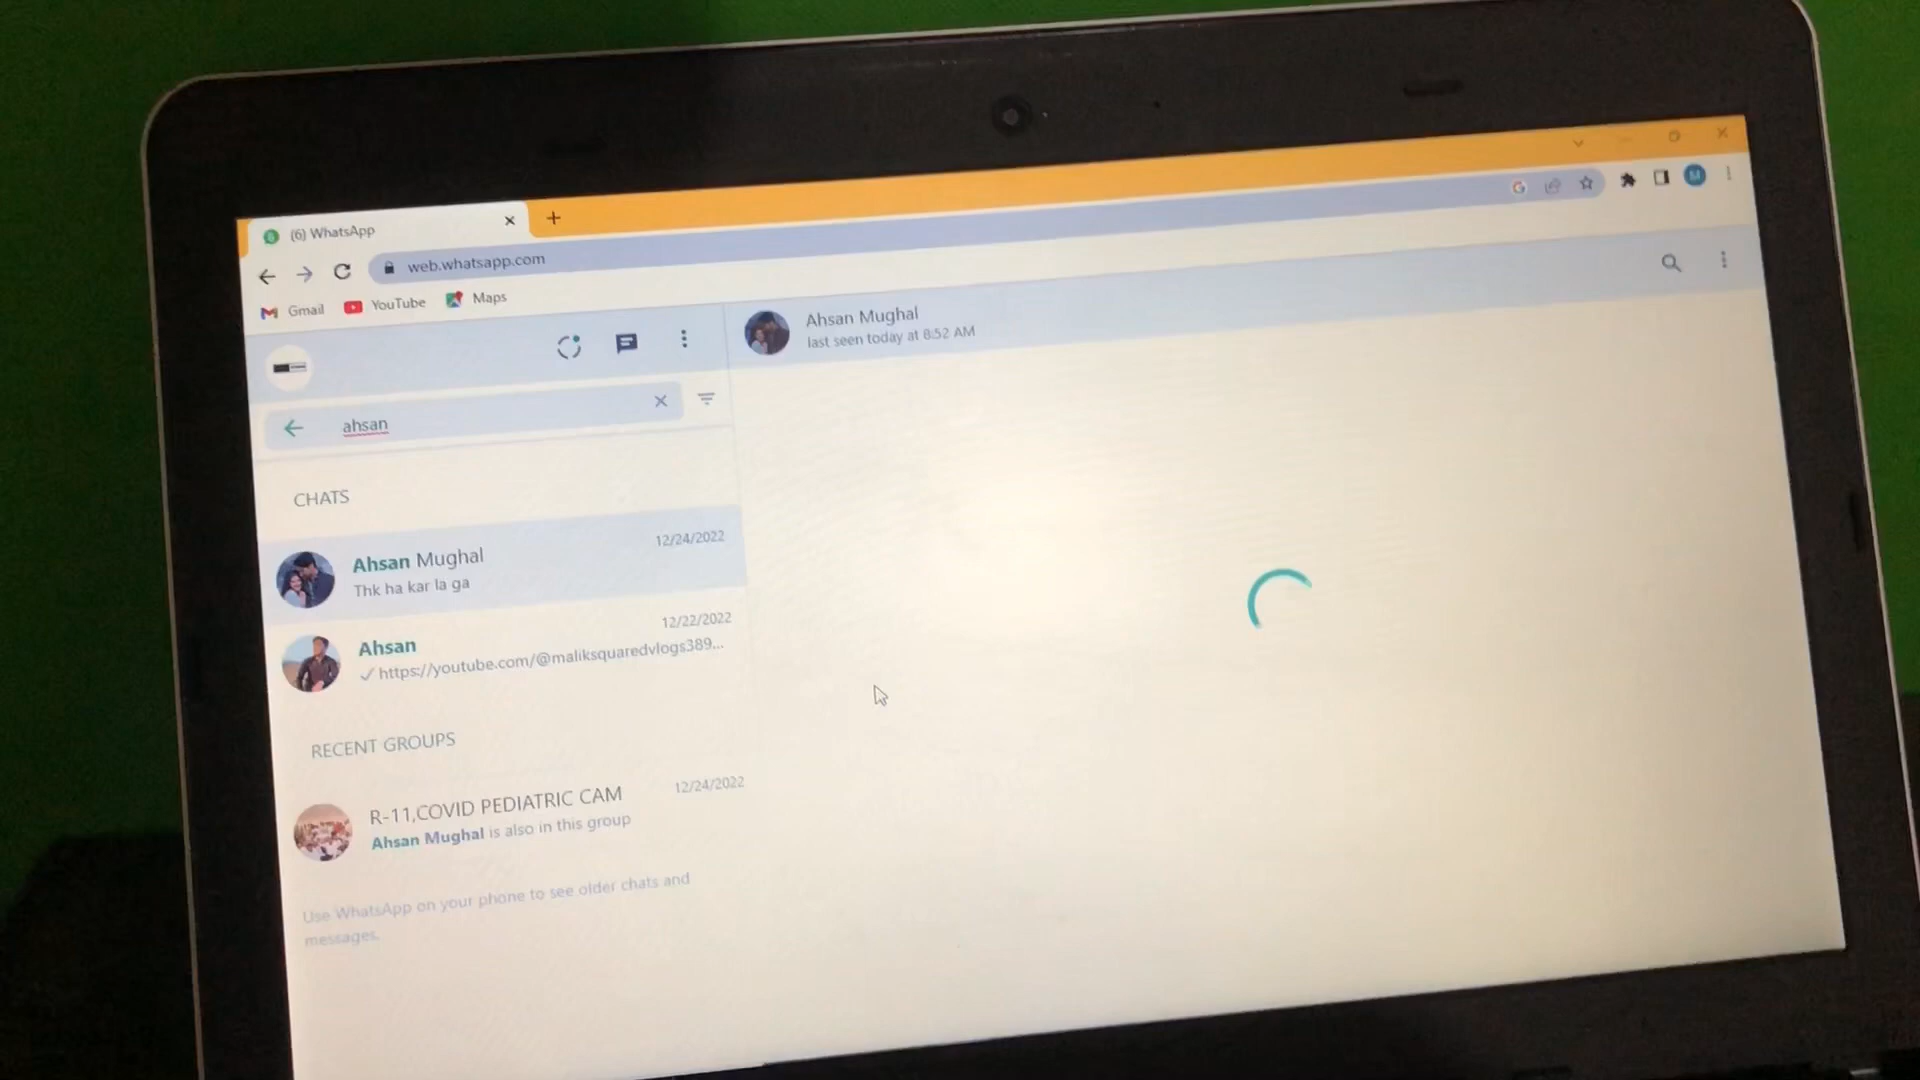 (6) WhatsApp
web.whatsapp.com
Gmail YouTube Maps
M
Ahsan Mughal
last seen today at 8:52 AM
ahsan
CHATS
Ahsan Mughal 12/24/2022
Thk ha kar la ga
Ahsan 12/22/2022
https://youtube.com/@maliksquaredvlogs389...
RECENT GROUPS
R-11,COVID PEDIATRIC CAM 12/24/2022
Ahsan Mughal is also in this group
Use WhatsApp on your phone to see older chats and
messages.